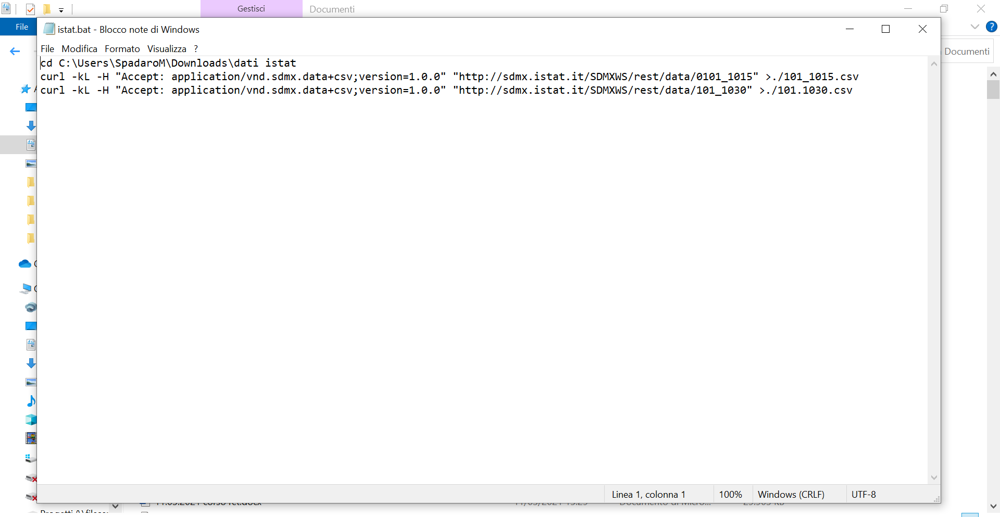 Gestisci
Documenti
File
istat.bat - Blocco note di Windows
File Modifica Formato Visualizza ?
Documenti
cd C:\Users\SpadaroM\Downloads\dati istat
curl -kL -H "Accept: application/vnd.sdmx.data+csv;version=1.0.0" "http://sdmx.istat.it/SDMXWS/rest/data/0101_1015" >./101_1015.csv
curl -kL -H "Accept: application/vnd.sdmx.data+csv;version=1.0.0" "http://sdmx.istat.it/SDMXWS/rest/data/101_1030" >./101.1030.csv
Linea 1, colonna 1 100% Windows (CRLF) UTF-8